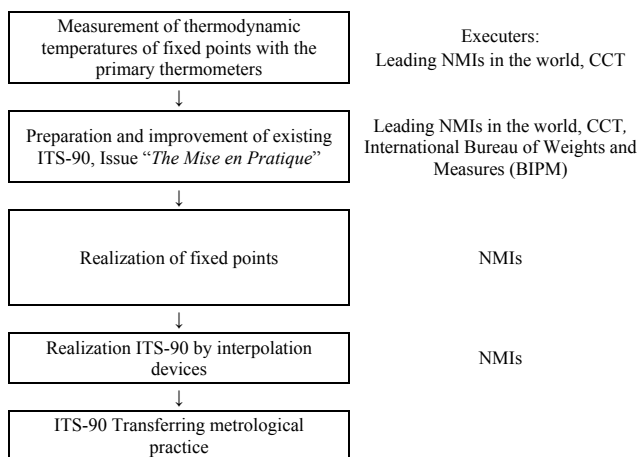 Measurement of thermodynamic
temperatures of fixed points with the
primary thermometers
Executers:
Leading NMIs in the world, CCT
↓
Preparation and improvement of existing
ITS-90, Issue “The Mise en Pratique”
Leading NMIs in the world, CCT,
International Bureau of Weights and
Measures (BIPM)
↓
Realization of fixed points
NMIs
↓
Realization ITS-90 by interpolation
devices
NMIs
↓
ITS-90 Transferring metrological
practice